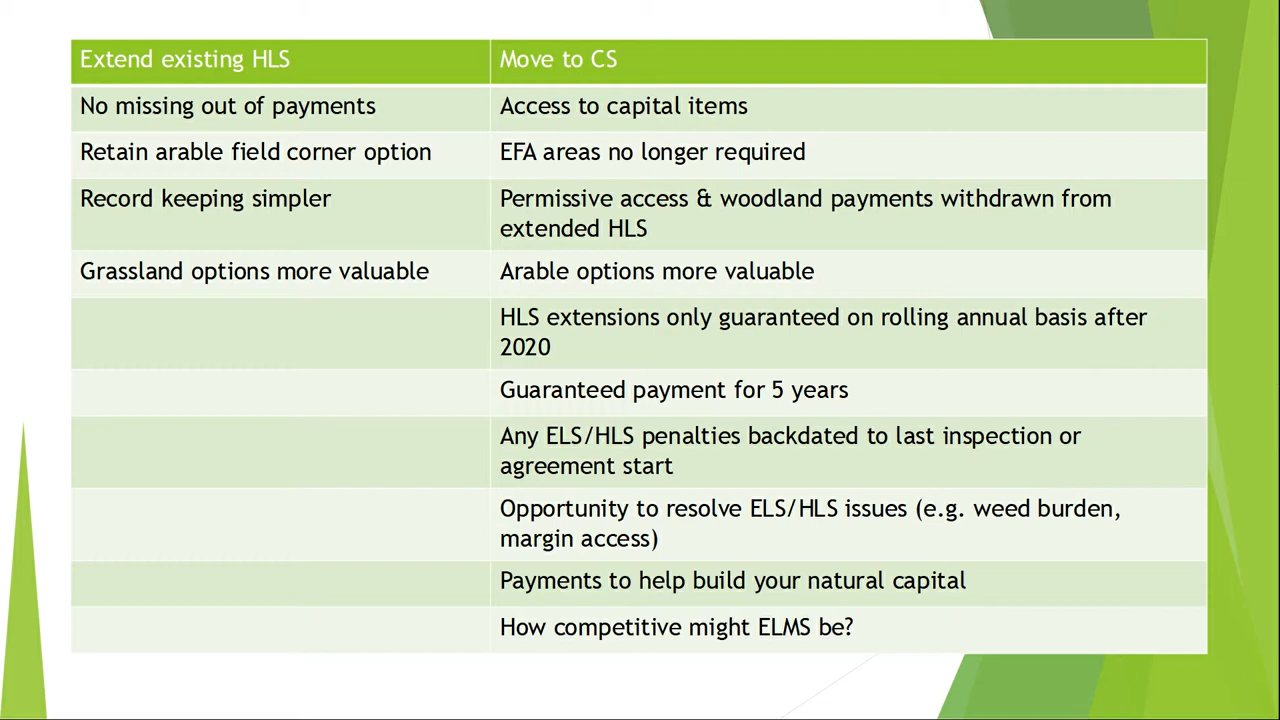 Extend existing HLS
Move to CS
No missing out of payments
Access to capital items
Retain arable field corner option
EFA areas no longer required
Record keeping simpler
Permissive access & woodland payments withdrawn from
extended HLS
Grassland options more valuable
Arable options more valuable
HLS extensions only guaranteed on rolling annual basis after
2020
Guaranteed payment for 5 years
Any ELS/HLS penalties backdated to last inspection or
agreement start
Opportunity to resolve ELS/HLS issues (e.g. weed burden,
margin access)
Payments to help build your natural capital
How competitive might ELMS be?